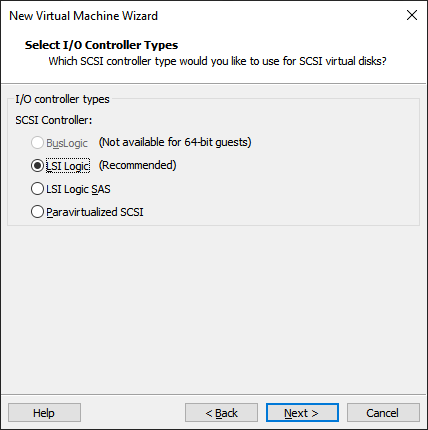 New Virtual Machine Wizard
Select I/O Controller Types
Which SCSI controller type would you like to use for SCSI virtual disks?
I/O controller types
SCSI Controller:
BusLogic (Not available for 64-bit guests)
LSI Logic (Recommended)
LSI Logic SAS
Paravirtualized SCSI
Help < Back Next > Cancel